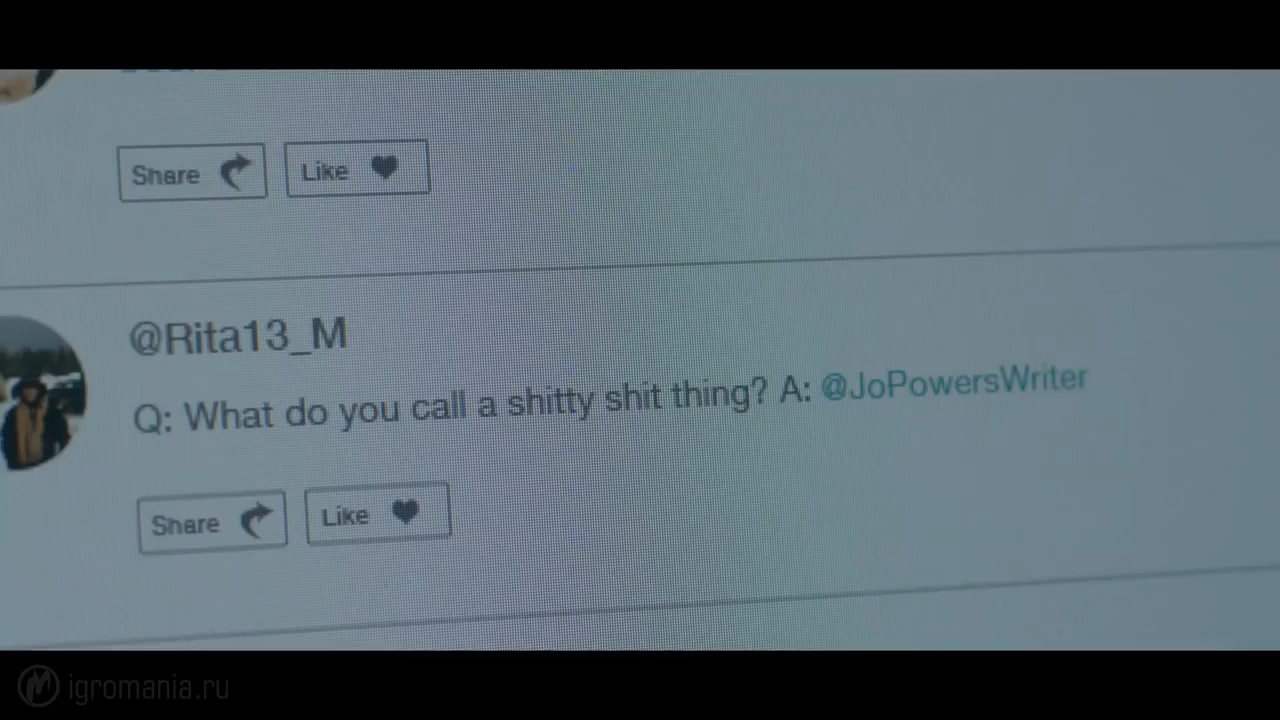 Share
Like
@Rita13_M
Q: What do you call a shitty shit thing? A: @JoPowersWriter
Share
Like
igromania.ru